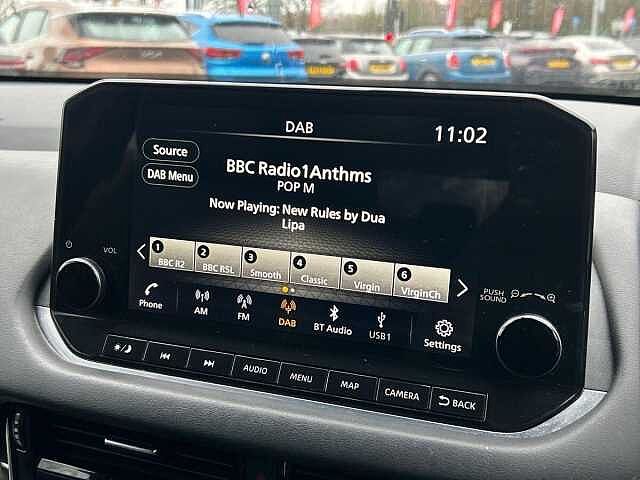 DAB
11:02
Source
DAB Menu
BBC Radio1Anthms
POP M
Now Playing: New Rules by Dua
Lipa
1 2 3 4 5 6
BBC R2 BBC RSL Smooth Classic Virgin VirginCh
Phone AM FM DAB BT Audio USB1 Settings
VOL
PUSH
SOUND
AUDIO MENU MAP CAMERA BACK